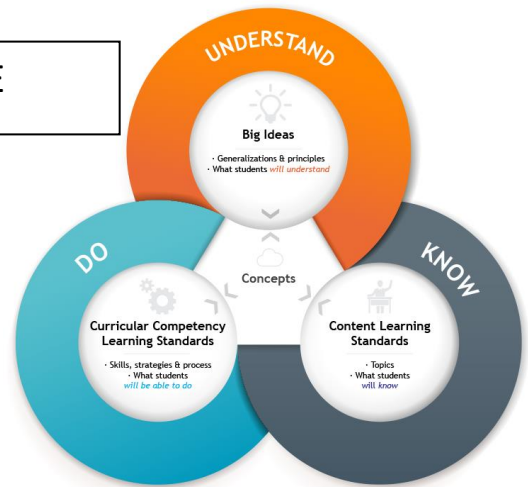 UNDERSTAND
Big Ideas
· Generalizations & principles
· What students will understand
Concepts
DO
Curricular Competency
Learning Standards
· Skills, strategies & process
· What students
will be able to do
KNOW
Content Learning
Standards
· Topics
· What students
will know